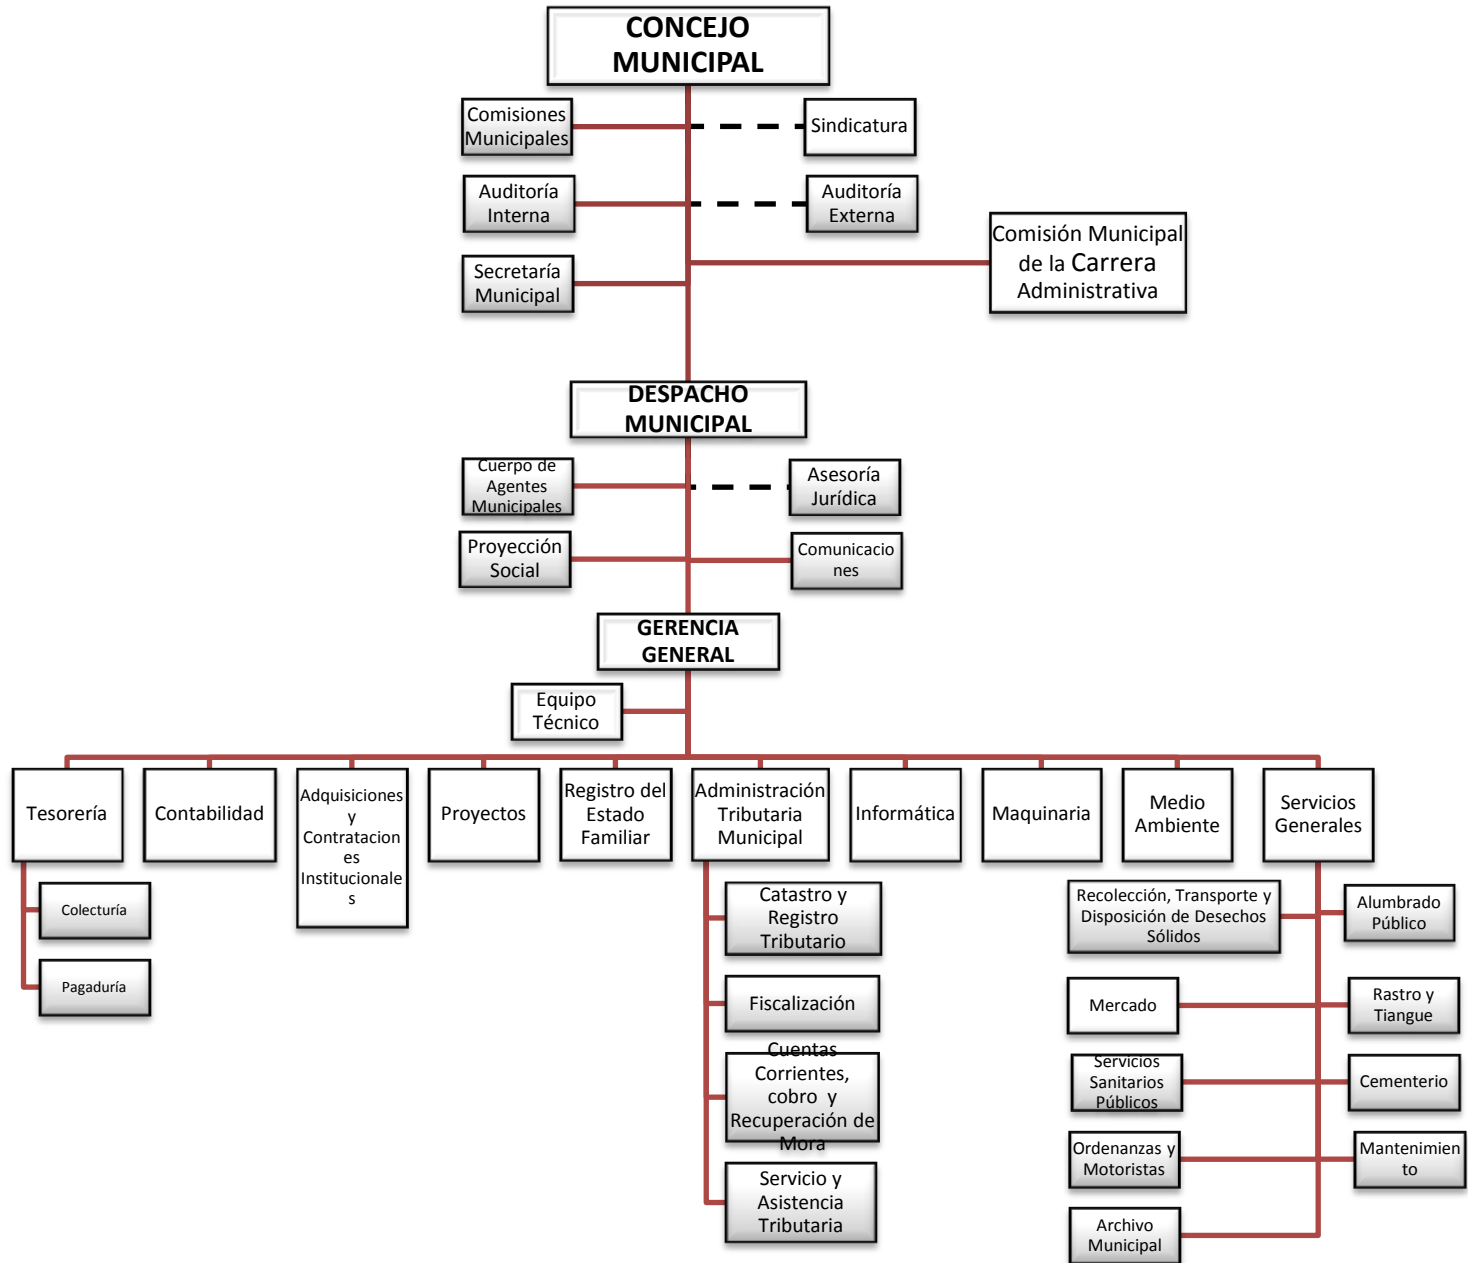 CONCEJO
MUNICIPAL
Comisiones
Municipales
Sindicatura
Auditoría
Interna
Auditoría
Externa
Comisión Municipal
de la Carrera
Administrativa
Secretaría
Municipal
DESPACHO
MUNICIPAL
Cuerpo de
Agentes
Municipales
Asesoría
Jurídica
Proyección
Social
Comunicacio
nes
GERENCIA
GENERAL
Equipo
Técnico
Tesorería
Contabilidad
Adquisiciones
y
Contratacion
es
Institucionale
s
Proyectos
Registro del
Estado
Familiar
Administración
Tributaria
Municipal
Informática
Maquinaria
Medio
Ambiente
Servicios
Generales
Colecturía
Pagaduría
Catastro y
Registro
Tributario
Fiscalización
Cuentas
Corrientes,
cobro y
Recuperación de
Mora
Servicio y
Asistencia
Tributaria
Recolección, Transporte y
Disposición de Desechos
Sólidos
Alumbrado
Público
Mercado
Rastro y
Tiangue
Servicios
Sanitarios
Públicos
Cementerio
Ordenanzas y
Motoristas
Mantenimien
to
Archivo
Municipal